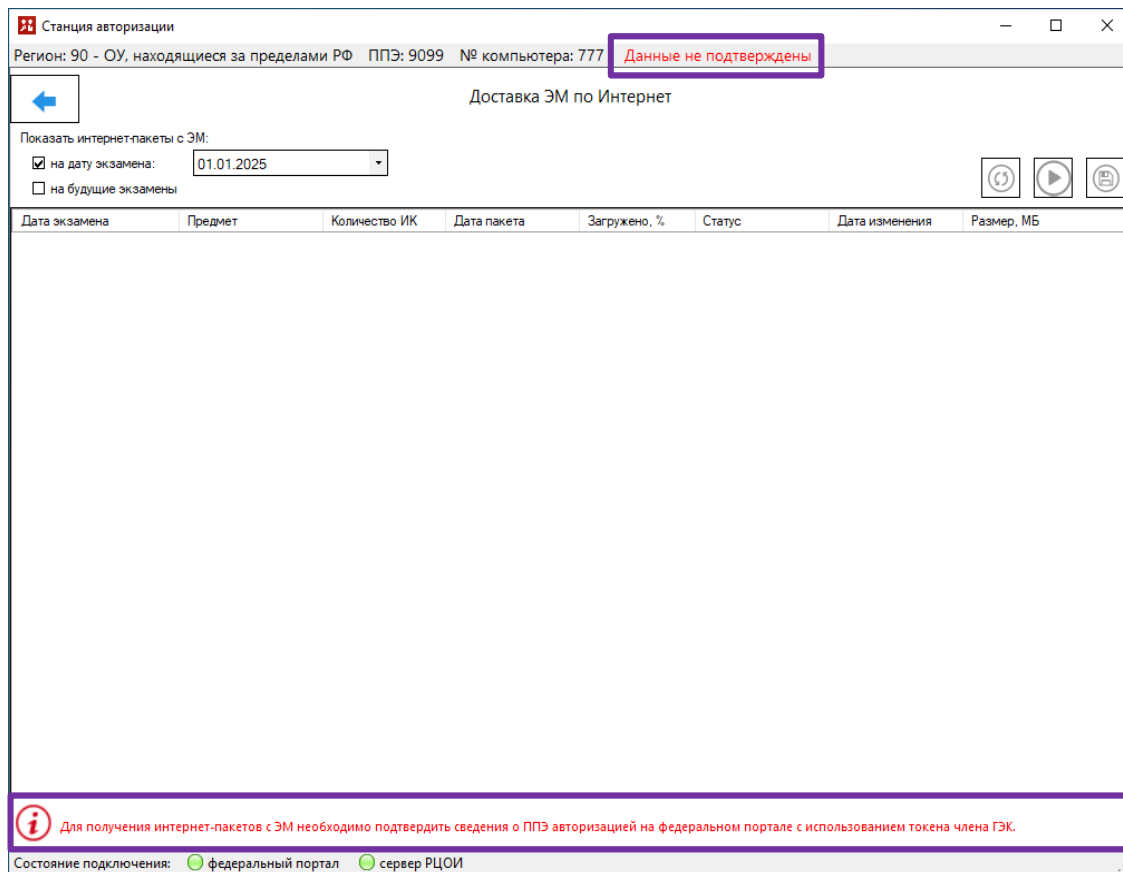 Станция авторизации
Регион: 90 - ОУ, находящиеся за пределами РФ ППЭ: 9099 № компьютера: 777 Данные не подтверждены
Доставка ЭМ по Интернет
Показать интернет-пакеты с ЭМ:
на дату экзамена: 01.01.2025
на будущие экзамены
Дата экзамена Предмет Количество ИК Дата пакета Загружено, % Статус Дата изменения Размер, МБ
Для получения интернет-пакетов с ЭМ необходимо подтвердить сведения о ППЭ авторизацией на федеральном портале с использованием токена члена ГЭК.
Состояние подключения: федеральный портал сервер РЦОИ